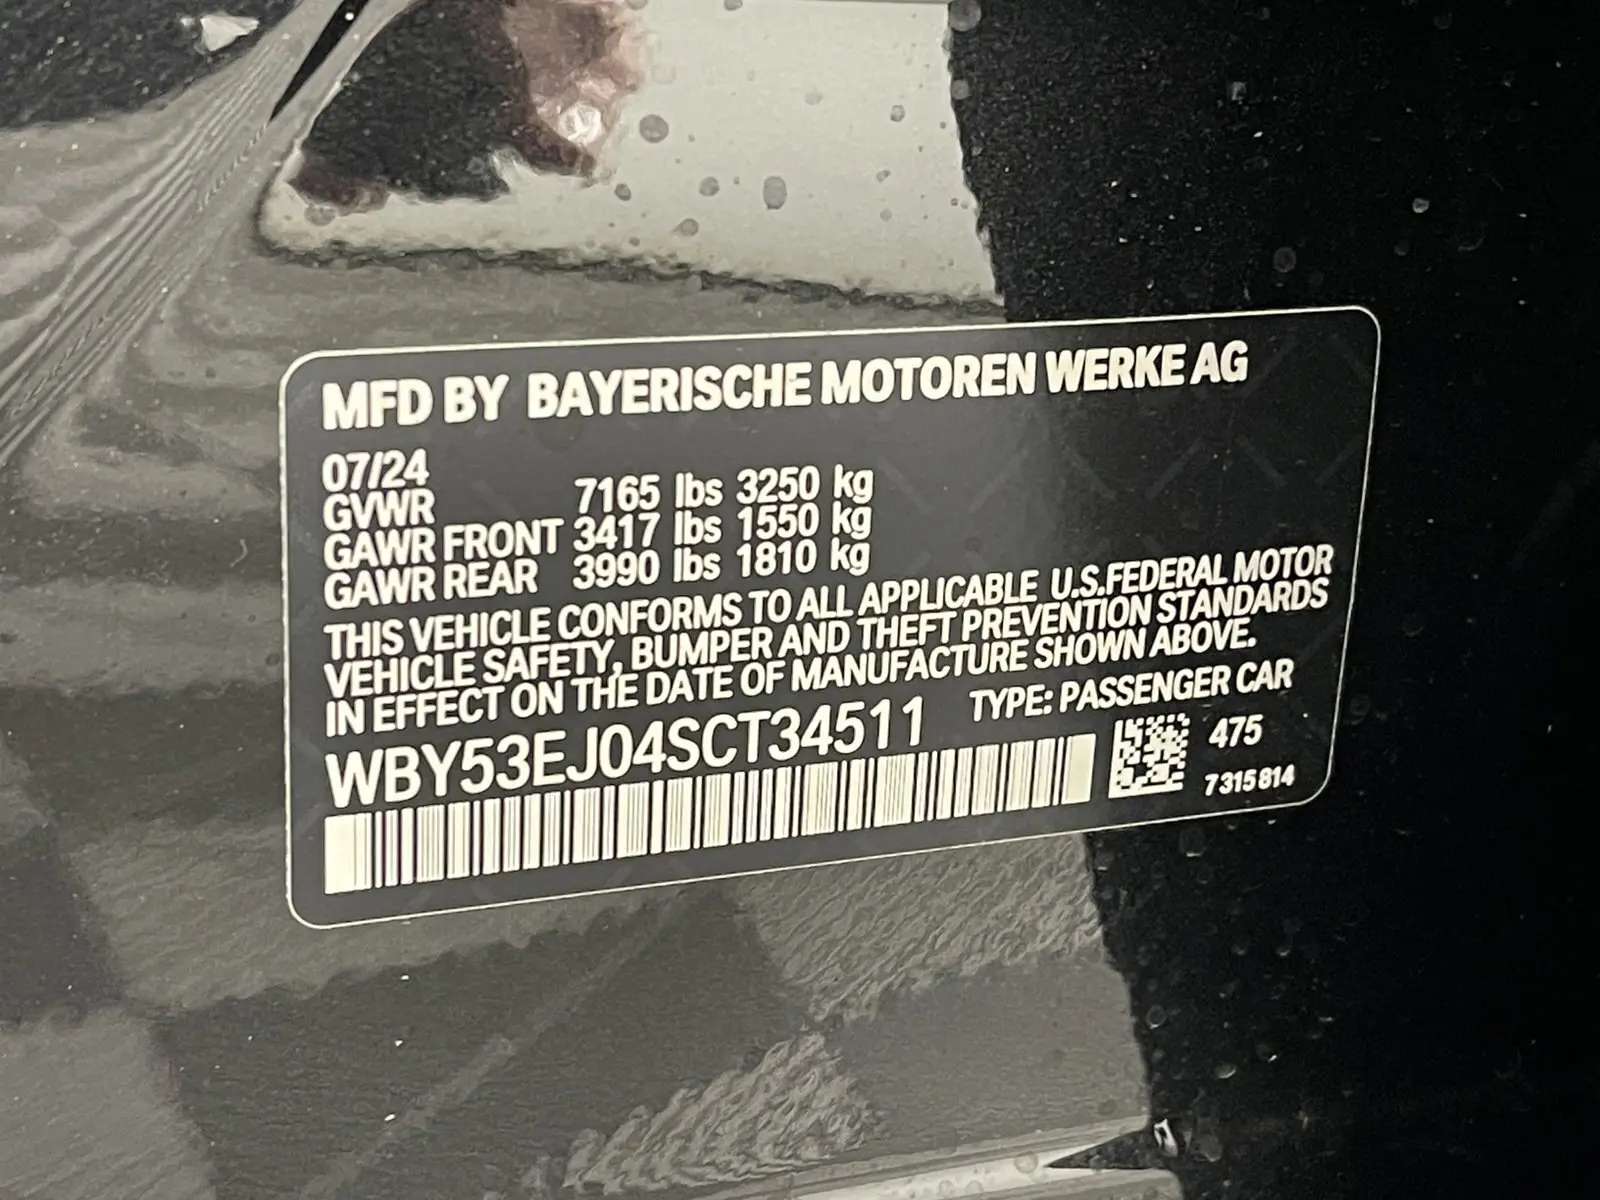 MFD BY BAYERISCHE MOTOREN WERKE AG
07/24
GVWR 7165 lbs 3250 kg
GAWR FRONT 3417 lbs 1550 kg
GAWR REAR 3990 lbs 1810 kg
THIS VEHICLE CONFORMS TO ALL APPLICABLE U.S.FEDERAL MOTOR
VEHICLE SAFETY, BUMPER AND THEFT PREVENTION STANDARDS
IN EFFECT ON THE DATE OF MANUFACTURE SHOWN ABOVE.
WBY53EJ04SCT34511 TYPE: PASSENGER CAR
475
7315814